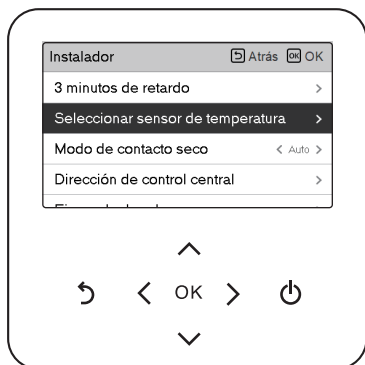 Instalador Atrás OK OK
3 minutos de retardo
Seleccionar sensor de temperatura
Modo de contacto seco < Auto >
Dirección de control central
OK